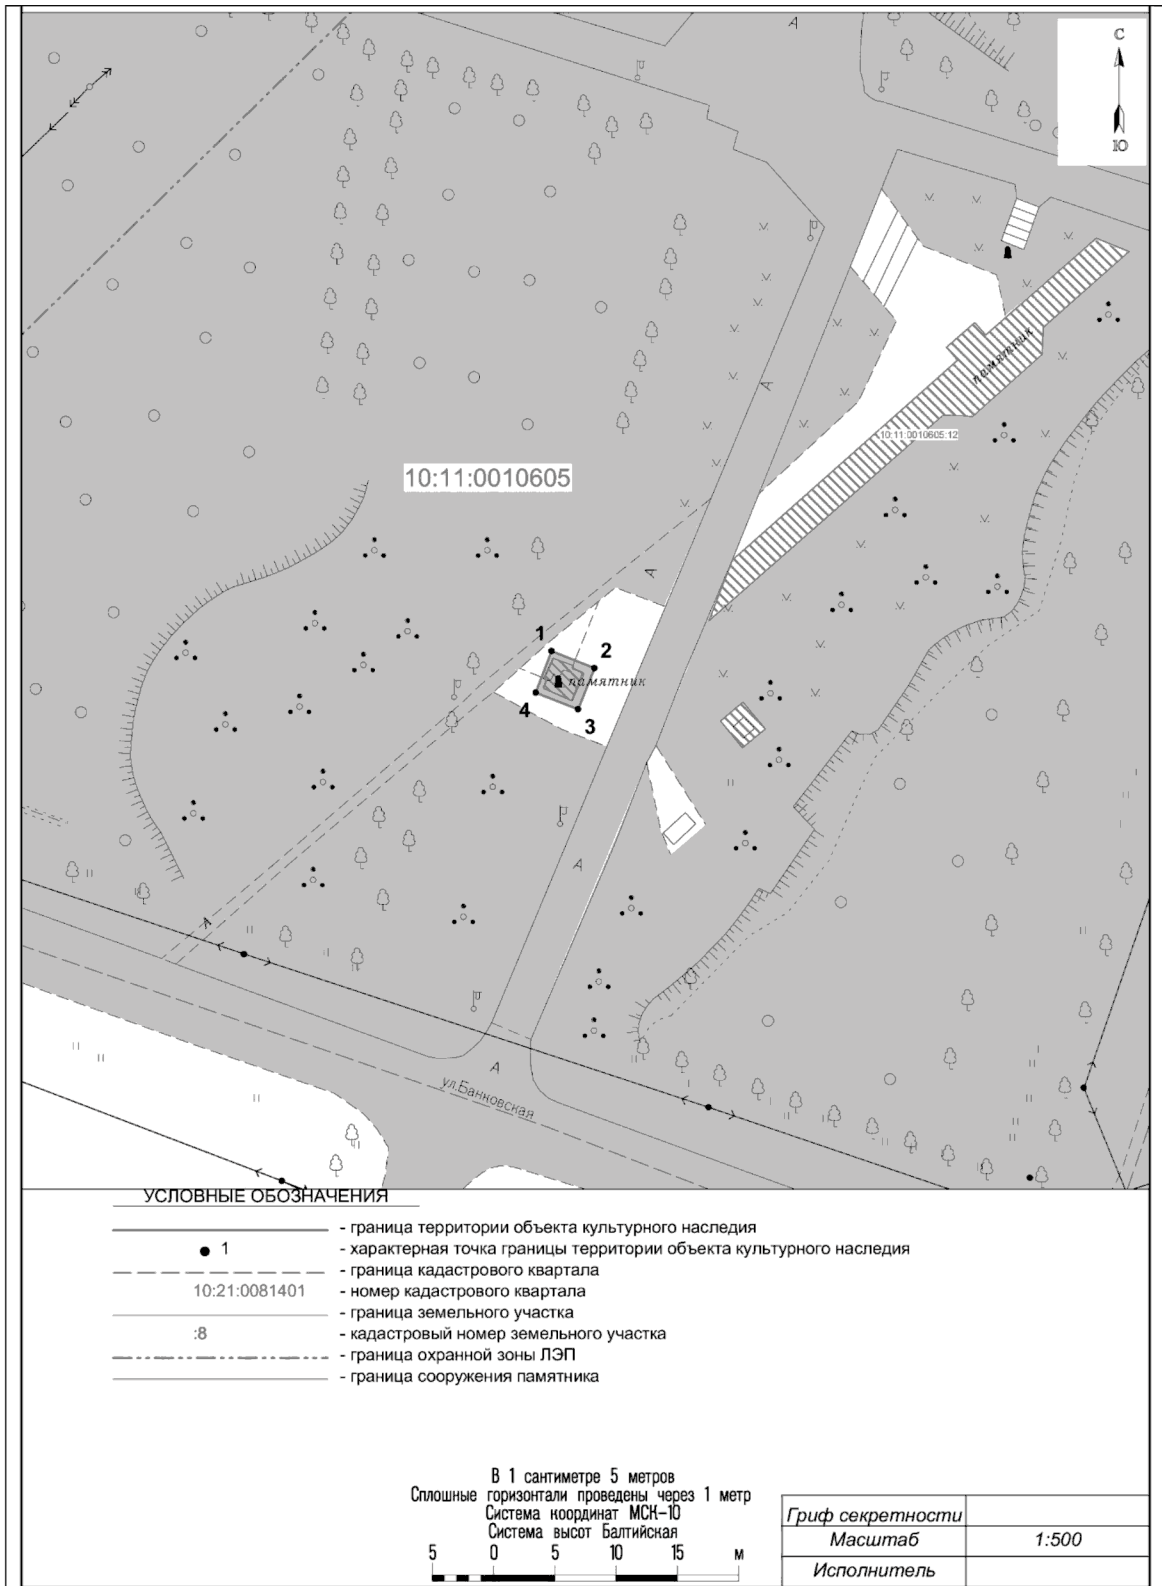 С
Ю
А
памятник
10:11:0010605:12
А
10:11:0010605
А
1
2
памятник
4
3
А
А
А
ул.Банковская
УСЛОВНЫЕ ОБОЗНАЧЕНИЯ
- граница территории объекта культурного наследия
1 - характерная точка границы территории объекта культурного наследия
- граница кадастрового квартала
10:21:0081401 - номер кадастрового квартала
- граница земельного участка
:8 - кадастровый номер земельного участка
- граница охранной зоны ЛЭП
- граница сооружения памятника
В 1 сантиметре 5 метров
Сплошные горизонтали проведены через 1 метр
Система координат МСК-10
Система высот Балтийская
5 0 5 10 15 м
Гриф секретности
Масштаб 1:500
Исполнитель